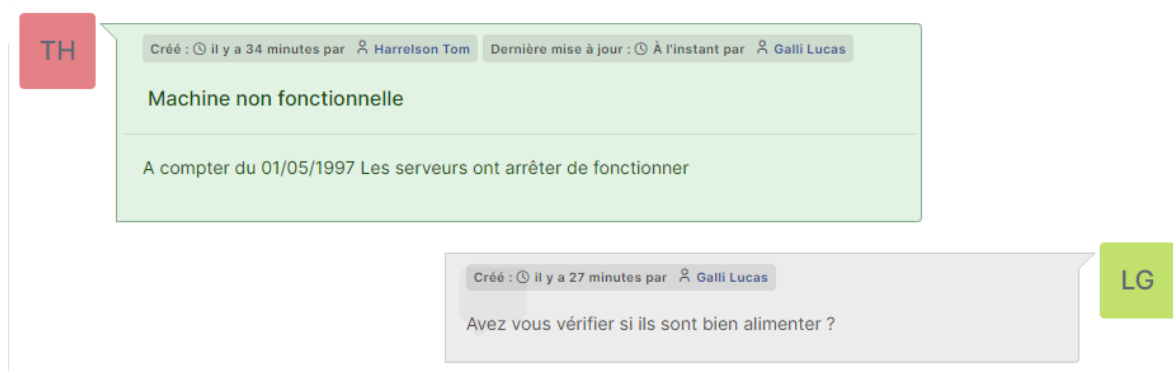 TH
Créé : il y a 34 minutes par Harrelson Tom Dernière mise à jour : À l'instant par Galli Lucas
Machine non fonctionnelle
A compter du 01/05/1997 Les serveurs ont arrêter de fonctionner
Créé : il y a 27 minutes par Galli Lucas
LG
Avez vous vérifier si ils sont bien alimenter ?